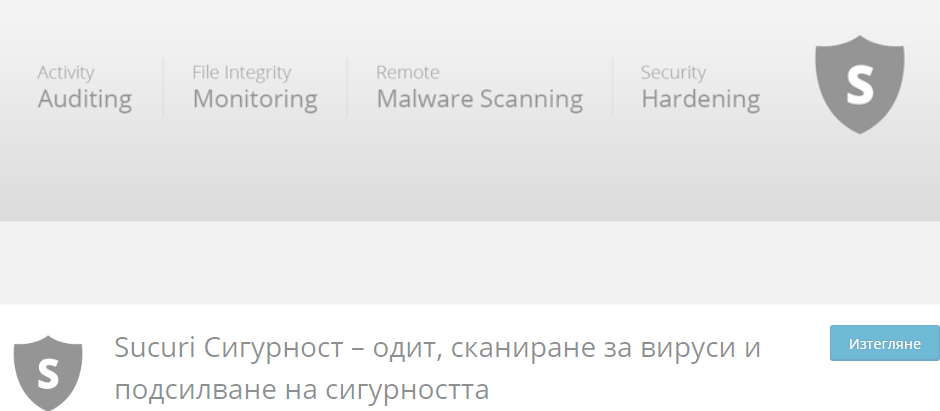 Activity File Integrity Remote Security
Auditing Monitoring Malware Scanning Hardening
S
S
Sucuri Сигурност – одит, сканиране за вируси и
подсилване на сигурността
Изтегляне